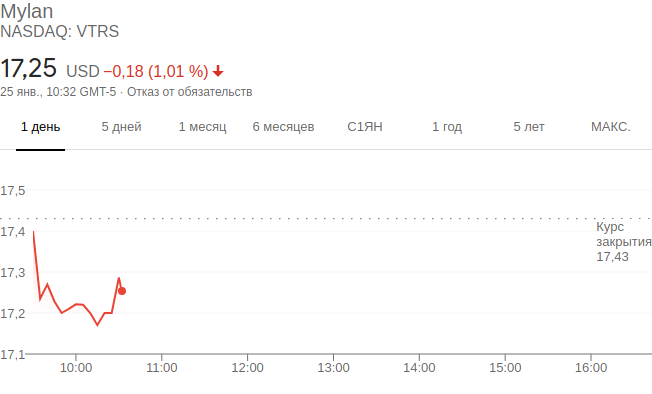 Mylan
NASDAQ: VTRS
17,25 USD −0,18 (1,01 %)
25 янв., 10:32 GMT-5 · Отказ от обязательств
1 день 5 дней 1 месяц 6 месяцев С1ЯН 1 год 5 лет МАКС.
17,5
17,4
Курс
закрытия
17,43
17,3
17,2
17,1
10:00 11:00 12:00 13:00 14:00 15:00 16:00